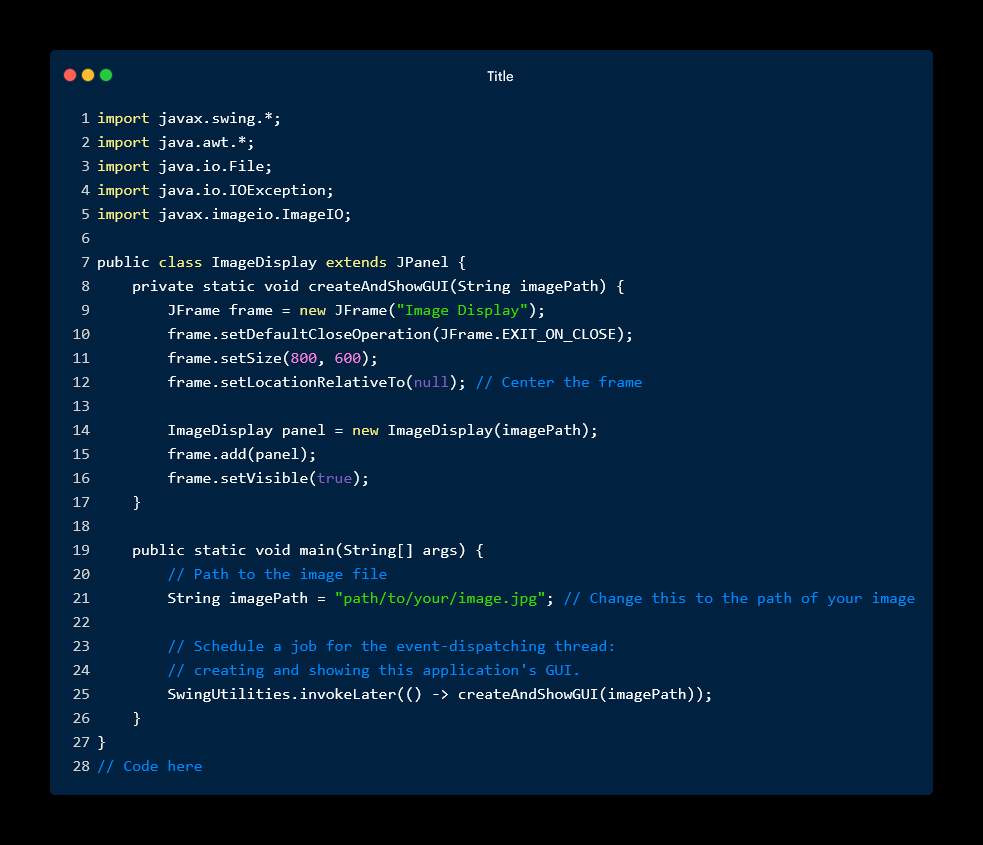 Title
1 import javax.swing.*;
2 import java.awt.*;
3 import java.io.File;
4 import java.io.IOException;
5 import javax.imageio.ImageIO;
6
7 public class ImageDisplay extends JPanel {
8     private static void createAndShowGUI(String imagePath) {
9         JFrame frame = new JFrame("Image Display");
10         frame.setDefaultCloseOperation(JFrame.EXIT_ON_CLOSE);
11         frame.setSize(800, 600);
12         frame.setLocationRelativeTo(null); // Center the frame
13
14         ImageDisplay panel = new ImageDisplay(imagePath);
15         frame.add(panel);
16         frame.setVisible(true);
17     }
18
19     public static void main(String[] args) {
20         // Path to the image file
21         String imagePath = "path/to/your/image.jpg"; // Change this to the path of your image
22
23         // Schedule a job for the event-dispatching thread:
24         // creating and showing this application's GUI.
25         SwingUtilities.invokeLater(() -> createAndShowGUI(imagePath));
26     }
27 }
28 // Code here